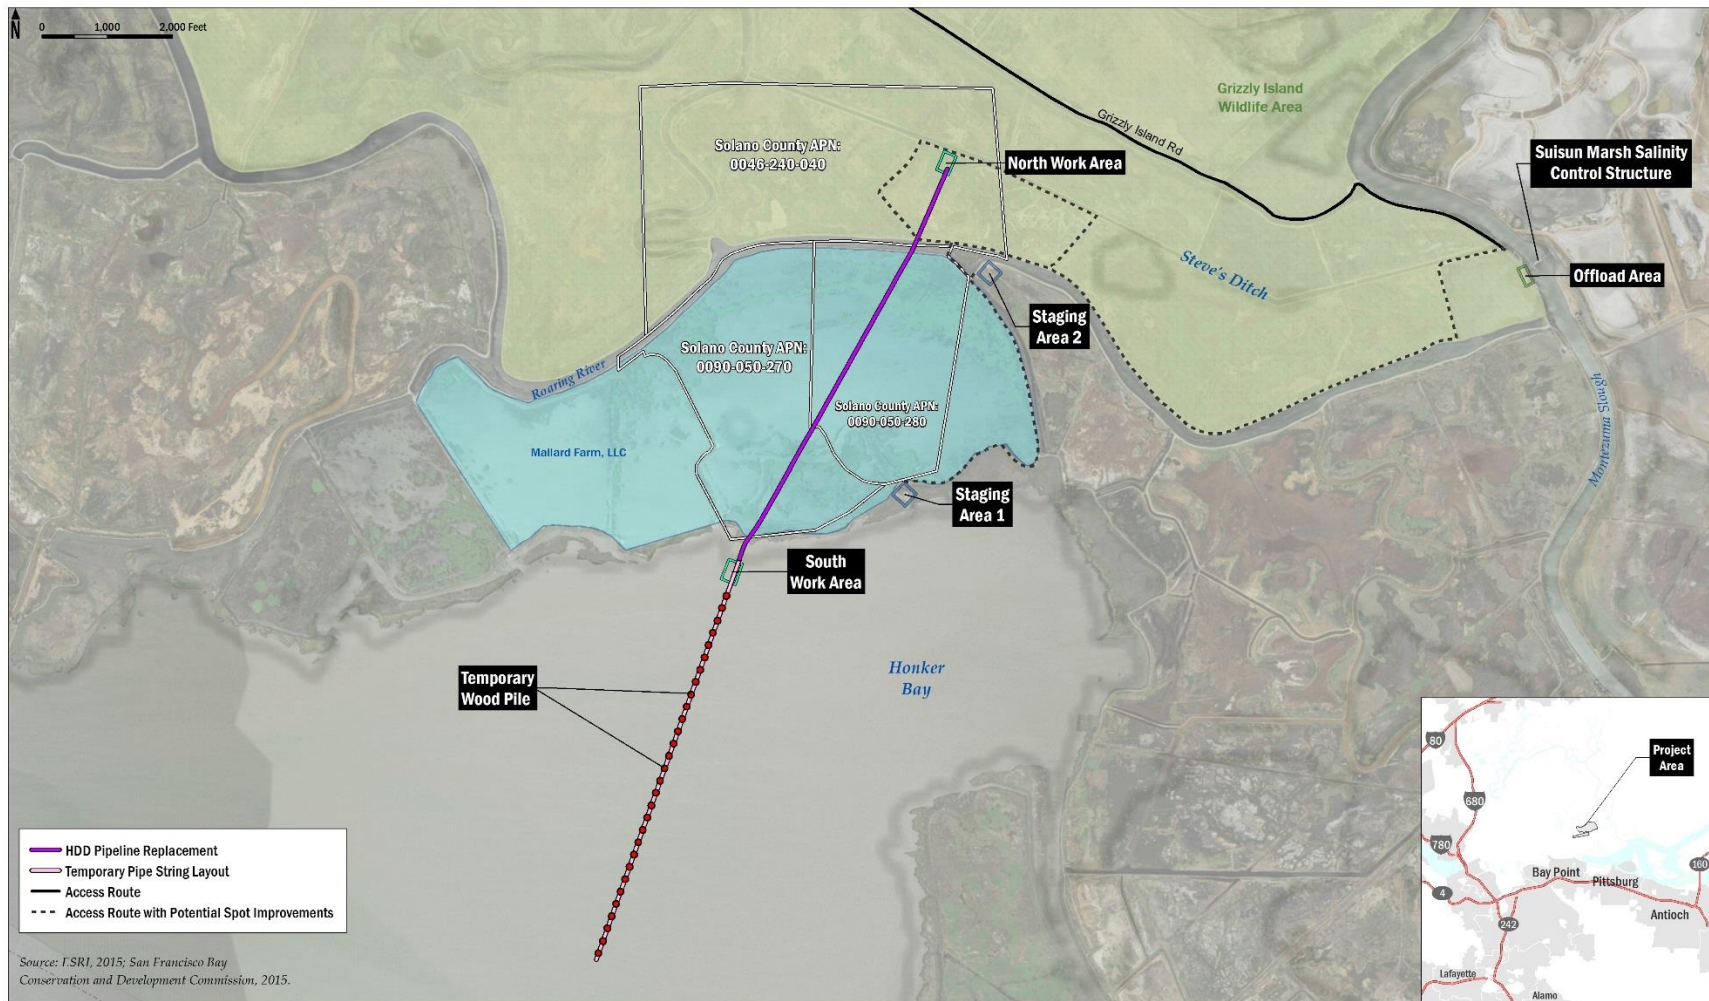 N
0 1,000 2,000 Feet
Grizzly Island
Wildlife Area
Grizzly Island Rd
Solano County APN:
0046-240-040
North Work Area
Suisun Marsh Salinity
Control Structure
Steve's Ditch
Offload Area
Staging
Area 2
Solano County APN:
0090-050-270
Roaring River
Solano County APN:
0090-050-280
Montezuma Slough
Mallard Farm, LLC
Staging
Area 1
South
Work Area
Temporary
Wood Pile
Honker
Bay
HDD Pipeline Replacement
Temporary Pipe String Layout
Access Route
Access Route with Potential Spot Improvements
Source: ESRI, 2015; San Francisco Bay
Conservation and Development Commission, 2015.
80
Project
Area
680
780
160
Bay Point
Pittsburg
4
Antioch
242
Lafayette
Alamo